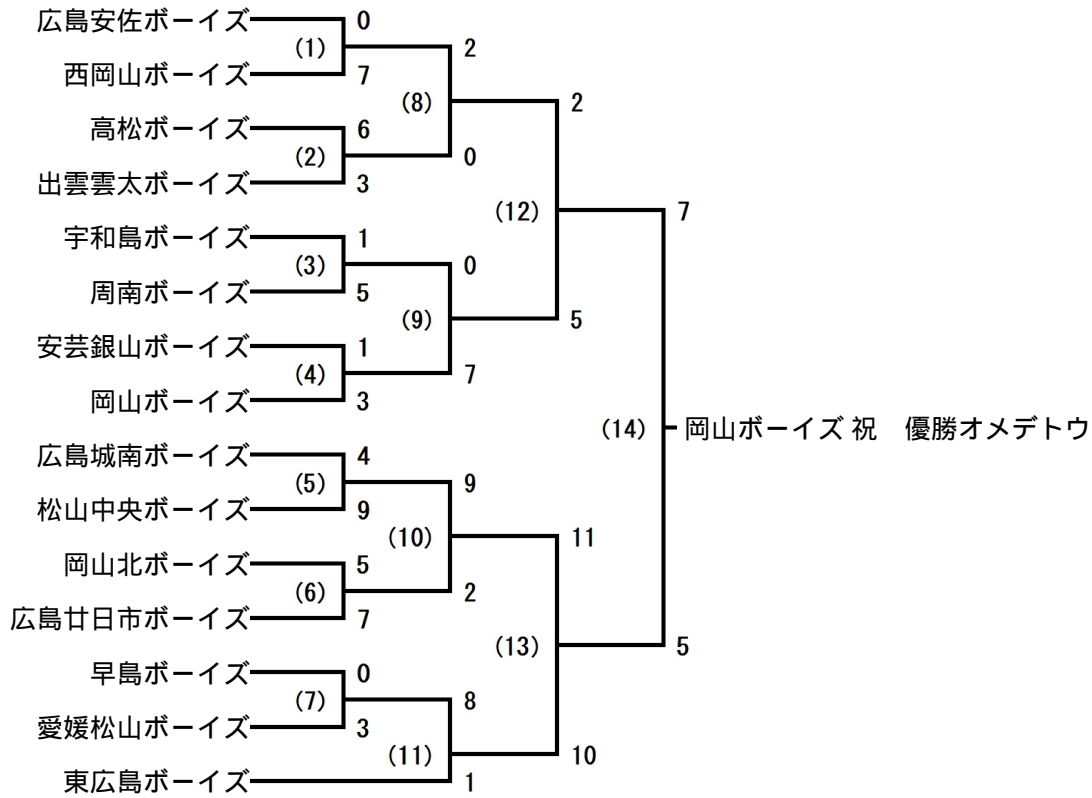 広島安佐ボーイズ 0
(1) 2
西岡山ボーイズ 7
(8) 2
高松ボーイズ 6
(2) 0
出雲雲太ボーイズ 3
(12) 7
宇和島ボーイズ 1
(3) 0
周南ボーイズ 5
(9) 5
安芸銀山ボーイズ 1
(4) 7
岡山ボーイズ 3
(14) 岡山ボーイズ 祝　優勝オメデトウ
広島城南ボーイズ 4
(5) 9
松山中央ボーイズ 9
(10) 11
岡山北ボーイズ 5
(6) 2
広島廿日市ボーイズ 7
(13) 5
早島ボーイズ 0
(7) 8
愛媛松山ボーイズ 3
(11) 10
東広島ボーイズ 1